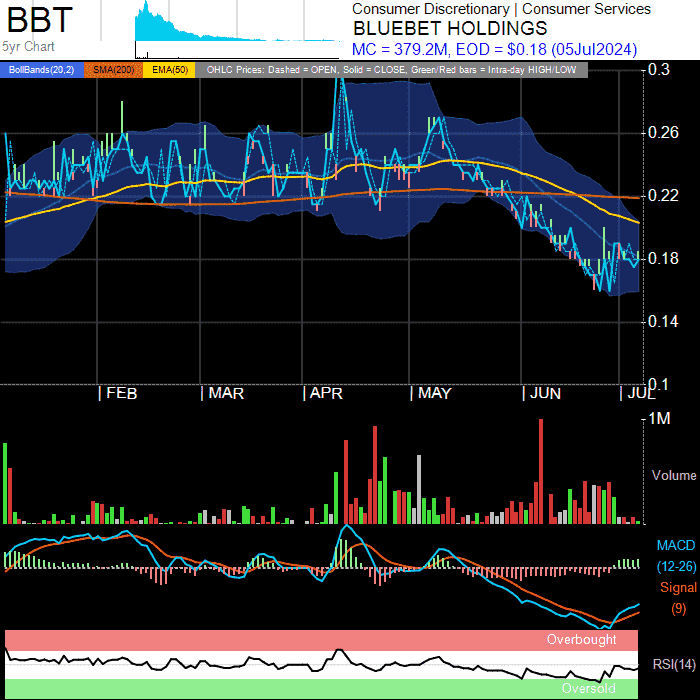 BBT
5yr Chart
Consumer Discretionary | Consumer Services
BLUEBET HOLDINGS
MC = 379.2M, EOD = $0.18 (05Jul2024)
BollBands(20,2) SMA(200) EMA(50) OHLC Prices: Dashed = OPEN, Solid = CLOSE, Green/Red bars = Intra-day HIGH/LOW
0.3
0.26
0.22
0.18
0.14
0.1
| FEB | MAR | APR | MAY | JUN | JUL
1M
Volume
MACD
(12-26)
Signal
(9)
Overbought
RSI(14)
Oversold